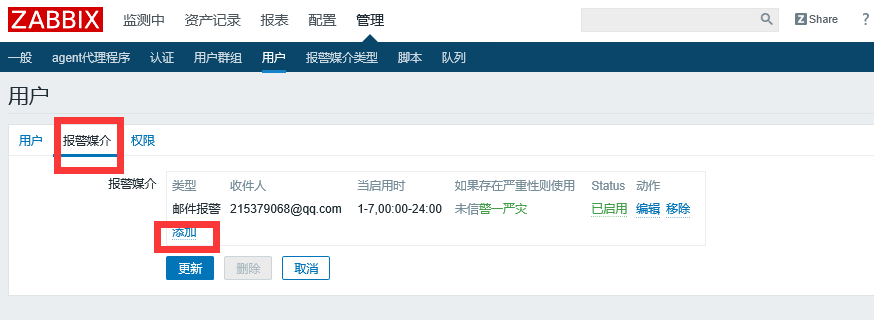 ZABBIX 监测中 资产记录 报表 配置 管理 Z Share ?
一般 agent代理程序 认证 用户群组 用户 报警媒介类型 脚本 队列
用户
用户 报警媒介 权限
报警媒介 类型 收件人 当启用时 如果存在严重性则使用 Status 动作
邮件报警 215379068@qq.com 1-7,00:00-24:00 未信警一严灾 已启用 编辑 移除
添加
更新 删除 取消